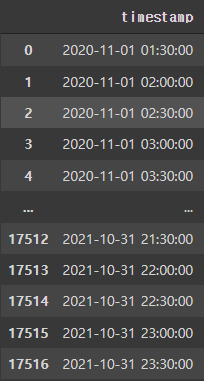 timestamp
0 2020-11-01 01:30:00
1 2020-11-01 02:00:00
2 2020-11-01 02:30:00
3 2020-11-01 03:00:00
4 2020-11-01 03:30:00
... ...
17512 2021-10-31 21:30:00
17513 2021-10-31 22:00:00
17514 2021-10-31 22:30:00
17515 2021-10-31 23:00:00
17516 2021-10-31 23:30:00